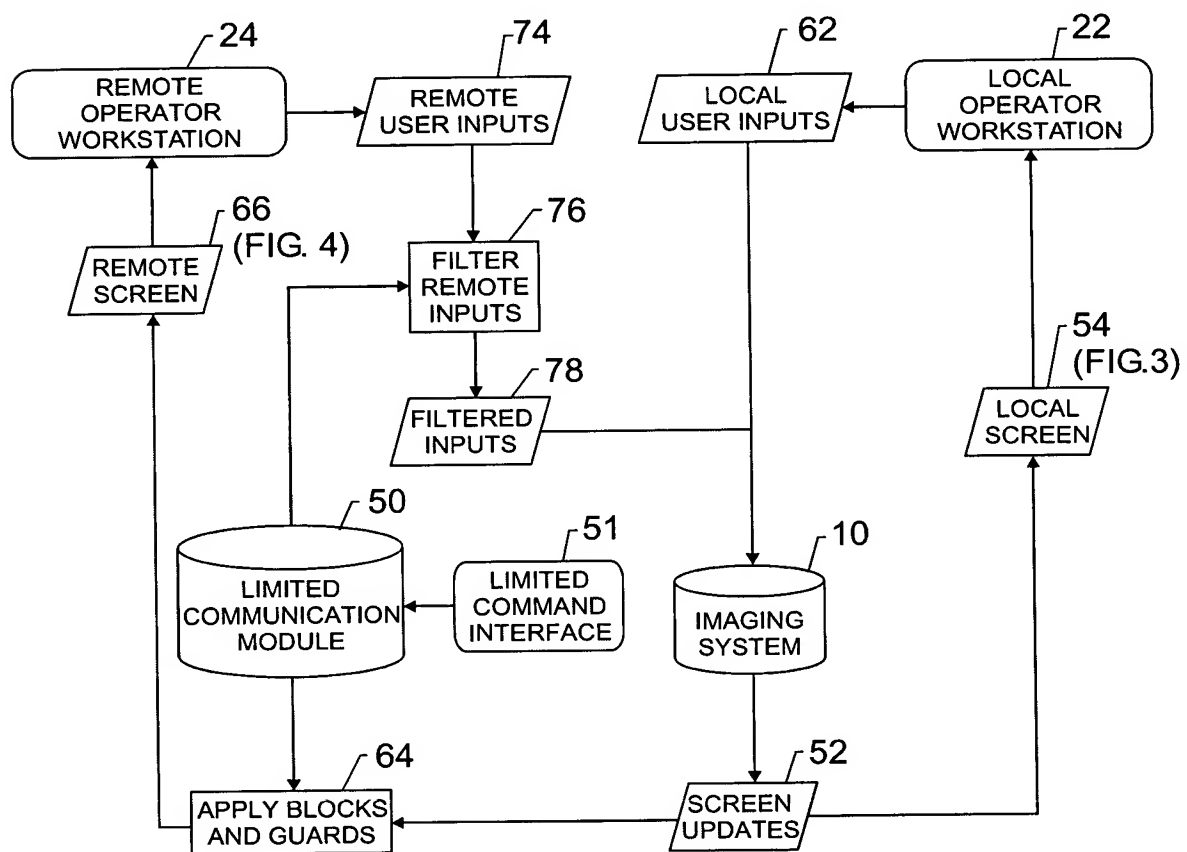 24
REMOTE
OPERATOR
WORKSTATION
74
REMOTE
USER INPUTS
62
LOCAL
USER INPUTS
22
LOCAL
OPERATOR
WORKSTATION
66
(FIG. 4)
REMOTE
SCREEN
76
FILTER
REMOTE
INPUTS
54
(FIG.3)
LOCAL
SCREEN
78
FILTERED
INPUTS
50
LIMITED
COMMUNICATION
MODULE
51
LIMITED
COMMAND
INTERFACE
10
IMAGING
SYSTEM
64
APPLY BLOCKS
AND GUARDS
52
SCREEN
UPDATES